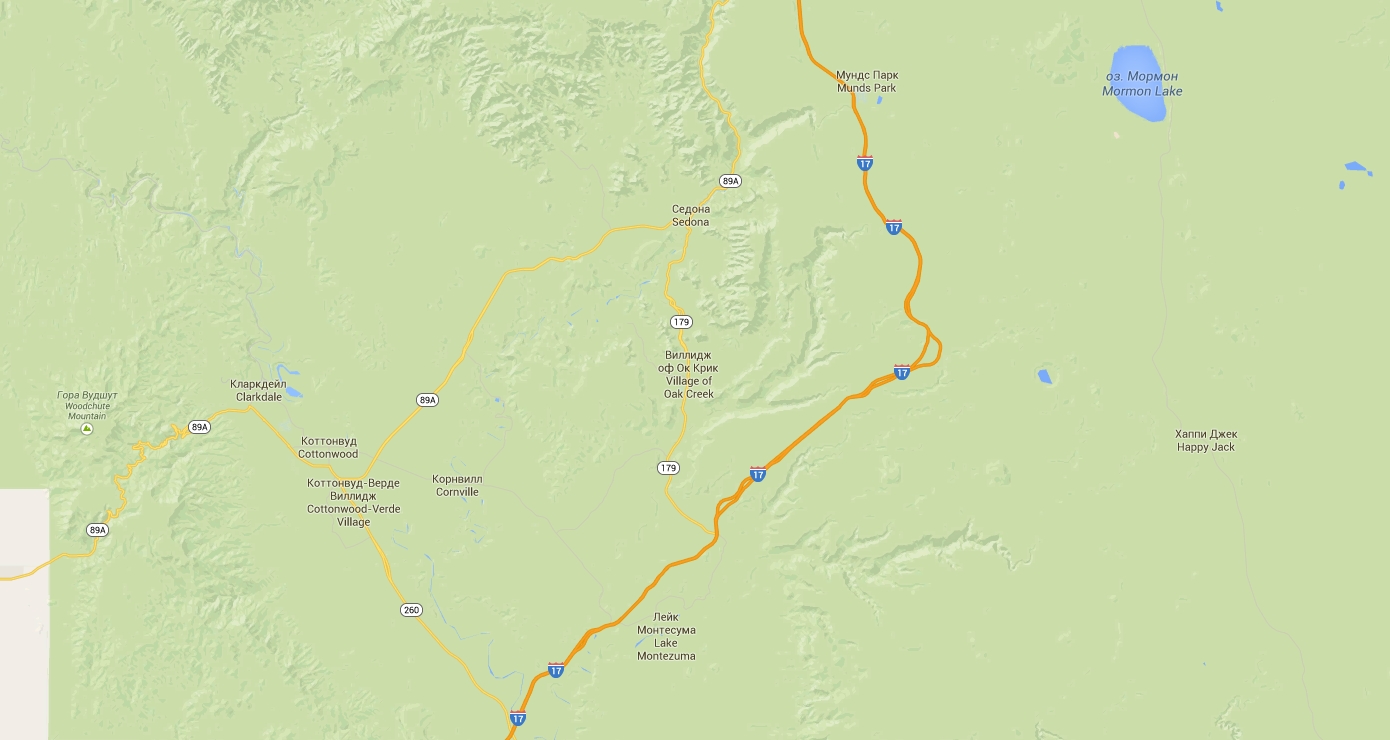 Мундс Парк
Munds Park
оз. Мормон
Mormon Lake
17
89A
Седона
Sedona
17
179
Виллидж
оф Ок Крик
Village of
Oak Creek
17
Кларкдейл
Clarkdale
Гора Вудшут
Woodchute
Mountain
89A
89A
Коттонвуд
Cottonwood
Хаппи Джек
Happy Jack
179
17
Корнвилл
Cornville
Коттонвуд-Верде
Виллидж
Cottonwood-Verde
Village
89A
260
Лейк
Монтесума
Lake
Montezuma
17
17